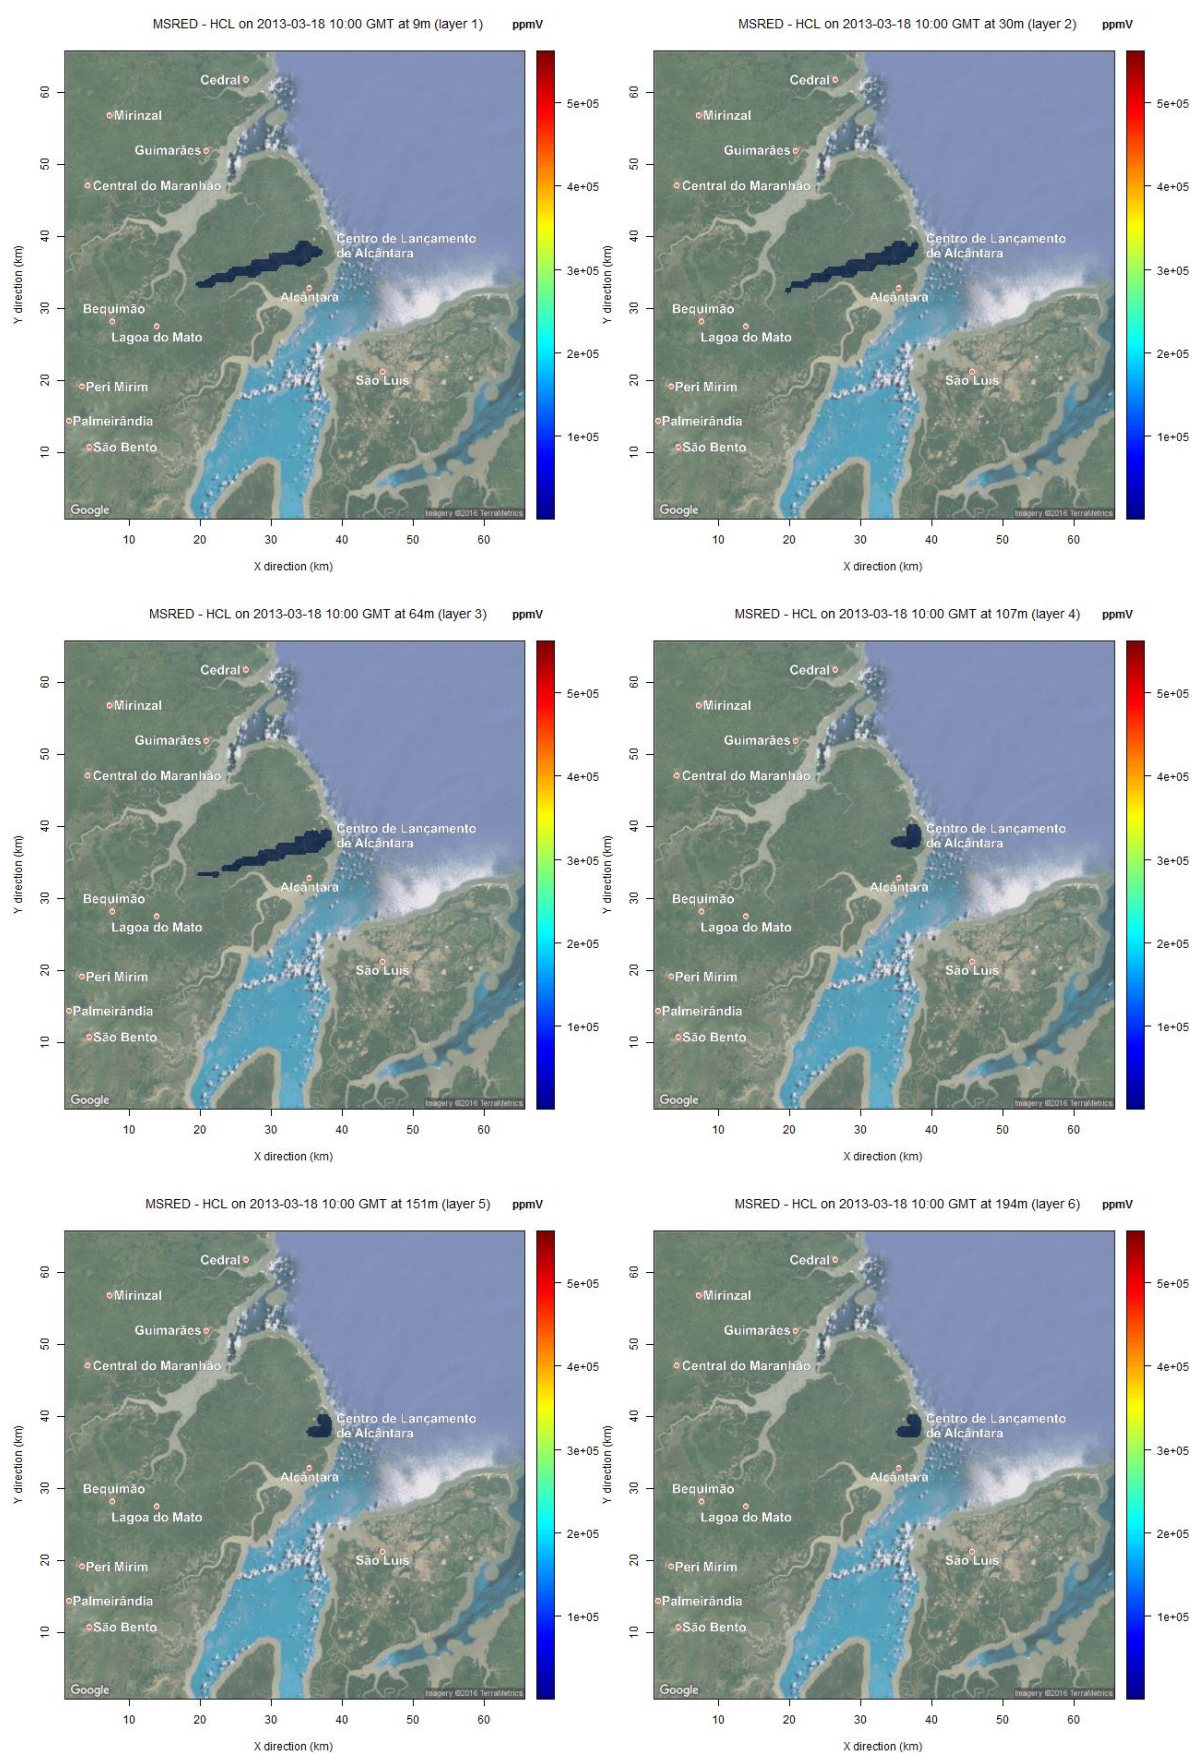 MSRED - HCL on 2013-03-18 10:00 GMT at 9m (layer 1) ppmV
Cedral
Mirinzal
Guimarães
Central do Maranhão
Centro de Lançamento
de Alcântara
Alcântara
Bequimão
Lagoa do Mato
Peri Mirim
São Luis
Palmeirândia
São Bento
Google
Imagery ©2016 TerraMetrics
60
50
40
30
20
10
Y direction (km)
10 20 30 40 50 60
X direction (km)
5e+05
4e+05
3e+05
2e+05
1e+05
MSRED - HCL on 2013-03-18 10:00 GMT at 30m (layer 2) ppmV
Cedral
Mirinzal
Guimarães
Central do Maranhão
Centro de Lançamento
de Alcântara
Alcântara
Bequimão
Lagoa do Mato
Peri Mirim
São Luis
Palmeirândia
São Bento
Google
Imagery ©2016 TerraMetrics
60
50
40
30
20
10
Y direction (km)
10 20 30 40 50 60
X direction (km)
5e+05
4e+05
3e+05
2e+05
1e+05
MSRED - HCL on 2013-03-18 10:00 GMT at 64m (layer 3) ppmV
Cedral
Mirinzal
Guimarães
Central do Maranhão
Centro de Lançamento
de Alcântara
Alcântara
Bequimão
Lagoa do Mato
Peri Mirim
São Luis
Palmeirândia
São Bento
Google
Imagery ©2016 TerraMetrics
60
50
40
30
20
10
Y direction (km)
10 20 30 40 50 60
X direction (km)
5e+05
4e+05
3e+05
2e+05
1e+05
MSRED - HCL on 2013-03-18 10:00 GMT at 107m (layer 4) ppmV
Cedral
Mirinzal
Guimarães
Central do Maranhão
Centro de Lançamento
de Alcântara
Alcântara
Bequimão
Lagoa do Mato
Peri Mirim
São Luis
Palmeirândia
São Bento
Google
Imagery ©2016 TerraMetrics
60
50
40
30
20
10
Y direction (km)
10 20 30 40 50 60
X direction (km)
5e+05
4e+05
3e+05
2e+05
1e+05
MSRED - HCL on 2013-03-18 10:00 GMT at 151m (layer 5) ppmV
Cedral
Mirinzal
Guimarães
Central do Maranhão
Centro de Lançamento
de Alcântara
Alcântara
Bequimão
Lagoa do Mato
Peri Mirim
São Luis
Palmeirândia
São Bento
Google
Imagery ©2016 TerraMetrics
60
50
40
30
20
10
Y direction (km)
10 20 30 40 50 60
X direction (km)
5e+05
4e+05
3e+05
2e+05
1e+05
MSRED - HCL on 2013-03-18 10:00 GMT at 194m (layer 6) ppmV
Cedral
Mirinzal
Guimarães
Central do Maranhão
Centro de Lançamento
de Alcântara
Alcântara
Bequimão
Lagoa do Mato
Peri Mirim
São Luis
Palmeirândia
São Bento
Google
Imagery ©2016 TerraMetrics
60
50
40
30
20
10
Y direction (km)
10 20 30 40 50 60
X direction (km)
5e+05
4e+05
3e+05
2e+05
1e+05